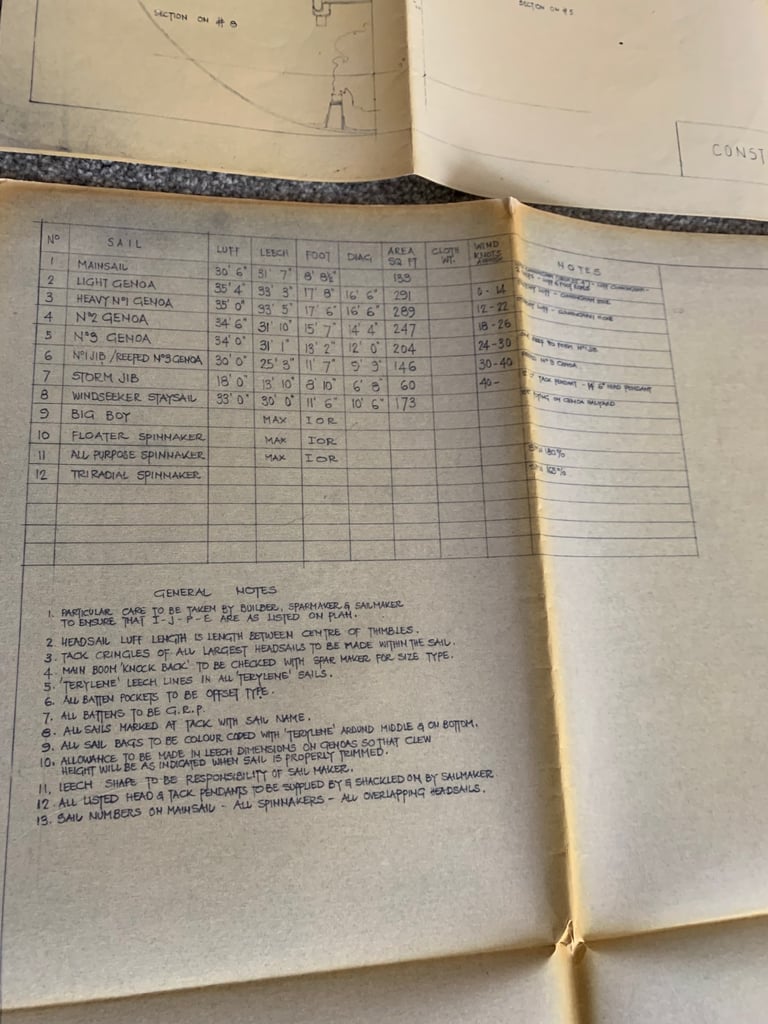 SECTION ON # 8
SECTION ON # 5
CONST
Nº SAIL LUFF LEECH FOOT DIAG. AREA SQ FT CLOTH WT. WIND KNOTS NOTES
1 MAINSAIL 30' 6" 31' 7" 8' 8½" 133
2 LIGHT GENOA 35' 4" 33' 3" 17' 8" 16' 6" 291 0-14
3 HEAVY Nº1 GENOA 35' 0" 33' 5" 17' 6" 16' 6" 289 12-22
4 Nº2 GENOA 34' 6" 31' 10" 15' 7" 14' 4" 247 18-26
5 Nº3 GENOA 34' 0" 31' 1" 13' 2" 12' 0" 204 24-30
6 Nº1 JIB/REEFED Nº3 GENOA 30' 0" 25' 3" 11' 7" 5' 9" 146 30-40
7 STORM JIB 18' 0" 13' 10" 8' 10" 6' 8" 60 40-
8 WINDSEEKER STAYSAIL 33' 0" 30' 0" 11' 6" 10' 6" 173
9 BIG BOY
10 FLOATER SPINNAKER MAX IOR
11 ALL PURPOSE SPINNAKER MAX IOR
12 TRI RADIAL SPINNAKER MAX IOR
GENERAL NOTES
1. PARTICULAR CARE TO BE TAKEN BY BUILDER, SPARMAKER & SAILMAKER
TO ENSURE THAT I-J-P-E ARE AS LISTED ON PLAN.
2. HEADSAIL LUFF LENGTH IS LENGTH BETWEEN CENTRE OF THIMBLES.
3. TACK CRINGLES OF ALL LARGEST HEADSAILS TO BE MADE WITHIN THE SAIL.
4. MAIN BOOM 'KNOCK BACK' TO BE CHECKED WITH SPAR MAKER FOR SIZE TYPE.
5. 'TERYLENE' LEECH LINES IN ALL 'TERYLENE' SAILS.
6. ALL BATTEN POCKETS TO BE OFFSET TYPE.
7. ALL BATTENS TO BE G.R.P.
8. ALL SAILS MARKED AT TACK WITH SAIL NAME.
9. ALL SAIL BAGS TO BE COLOUR CODED WITH 'TERYLENE' AROUND MIDDLE & ON BOTTOM.
10. ALLOWANCE TO BE MADE IN LEECH DIMENSIONS ON GENOAS SO THAT CLEW
HEIGHT WILL BE AS INDICATED WHEN SAIL IS PROPERLY TRIMMED.
11. LEECH SHAPE TO BE RESPONSIBILITY OF SAIL MAKER.
12. ALL LISTED HEAD & TACK PENDANTS TO BE SUPPLIED BY & SHACKLED ON BY SAILMAKER
13. SAIL NUMBERS ON MAINSAIL - ALL SPINNAKERS - ALL OVERLAPPING HEADSAILS.